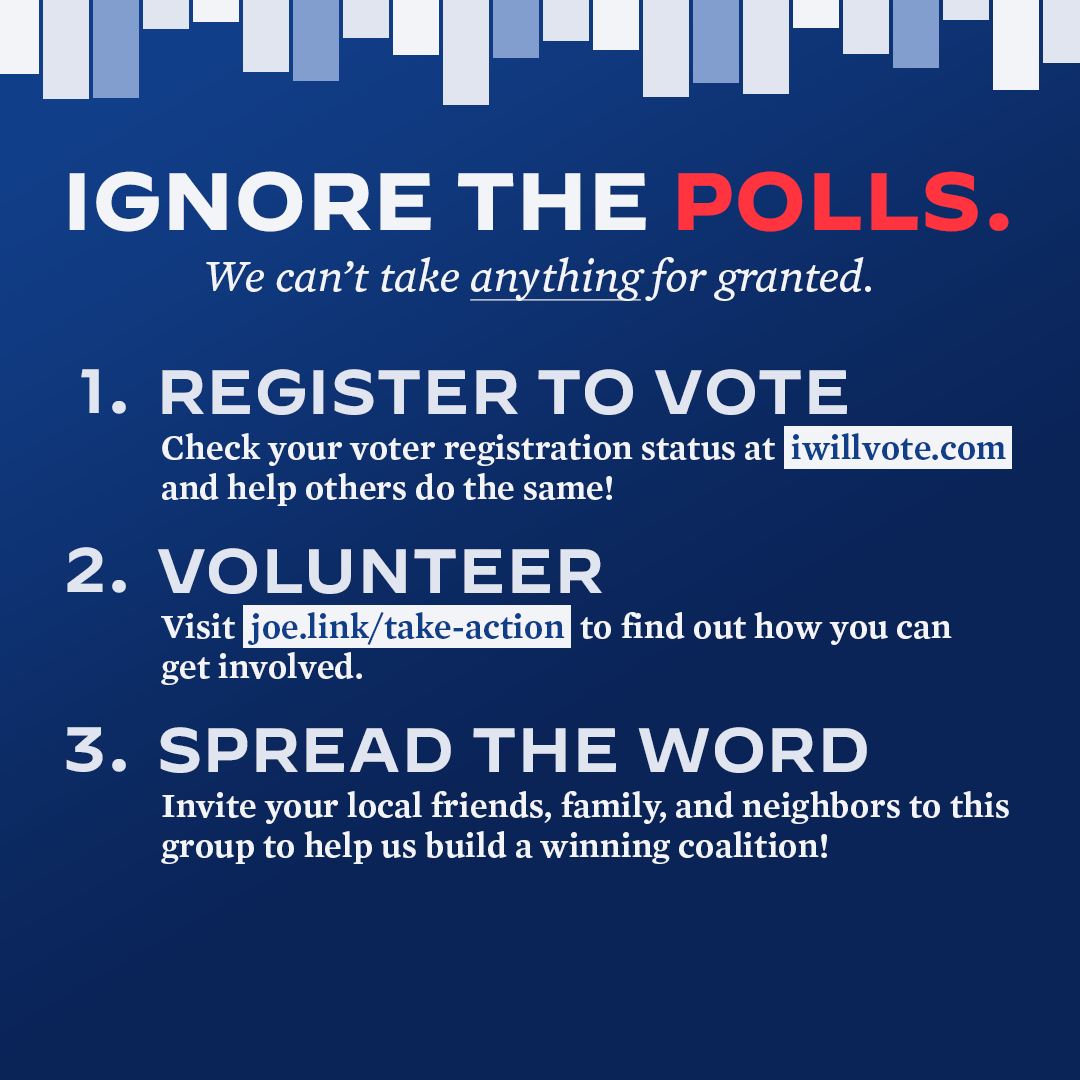 IGNORE THE POLLS.
We can’t take anything for granted.
1. REGISTER TO VOTE
Check your voter registration status at iwillvote.com
and help others do the same!
2. VOLUNTEER
Visit joe.link/take-action to find out how you can
get involved.
3. SPREAD THE WORD
Invite your local friends, family, and neighbors to this
group to help us build a winning coalition!